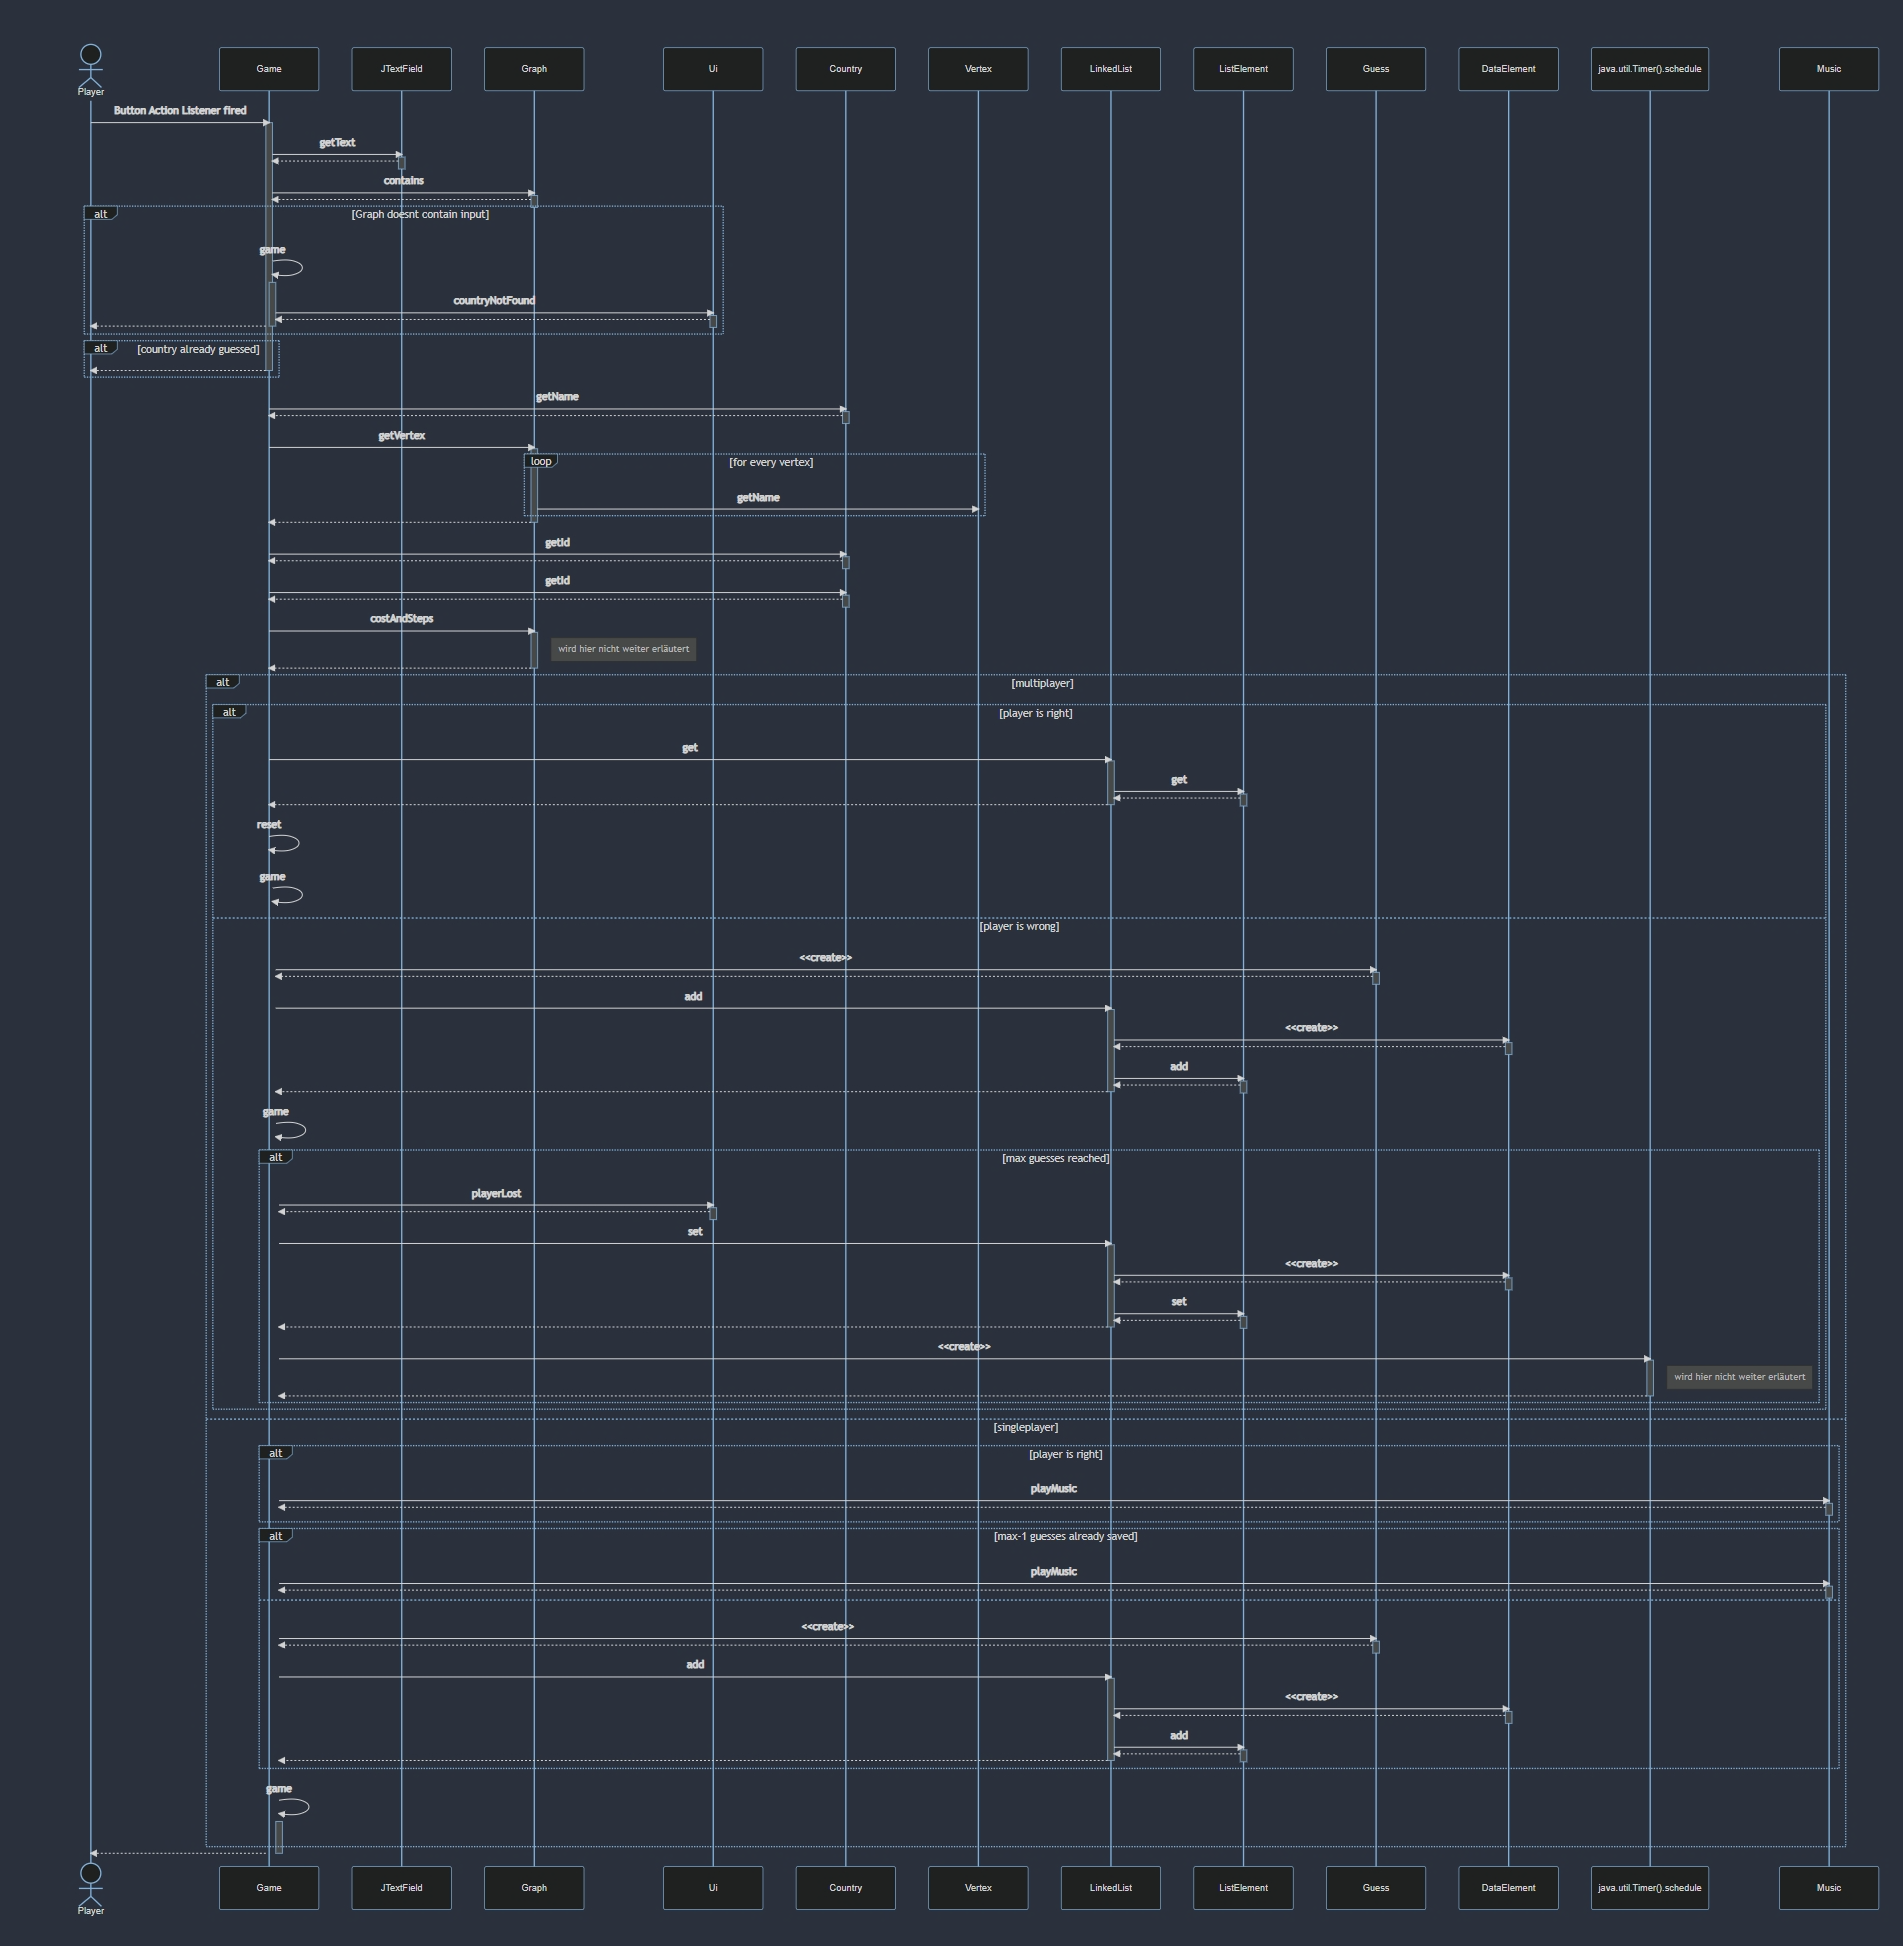 Player
Game
JTextField
Graph
Ui
Country
Vertex
LinkedList
ListElement
Guess
DataElement
java.util.Timer().schedule
Music
Button Action Listener fired
getText
contains
alt
[Graph doesnt contain input]
game
countryNotFound
alt
[country already guessed]
getName
getVertex
loop
[for every vertex]
getName
getId
getId
costAndSteps
wird hier nicht weiter erläutert
alt
[multiplayer]
alt
[player is right]
get
get
reset
game
[player is wrong]
<<create>>
add
<<create>>
add
game
alt
[max guesses reached]
playerLost
set
<<create>>
set
<<create>>
wird hier nicht weiter erläutert
[singleplayer]
alt
[player is right]
playMusic
alt
[max-1 guesses already saved]
playMusic
<<create>>
add
<<create>>
add
game
Player
Game
JTextField
Graph
Ui
Country
Vertex
LinkedList
ListElement
Guess
DataElement
java.util.Timer().schedule
Music